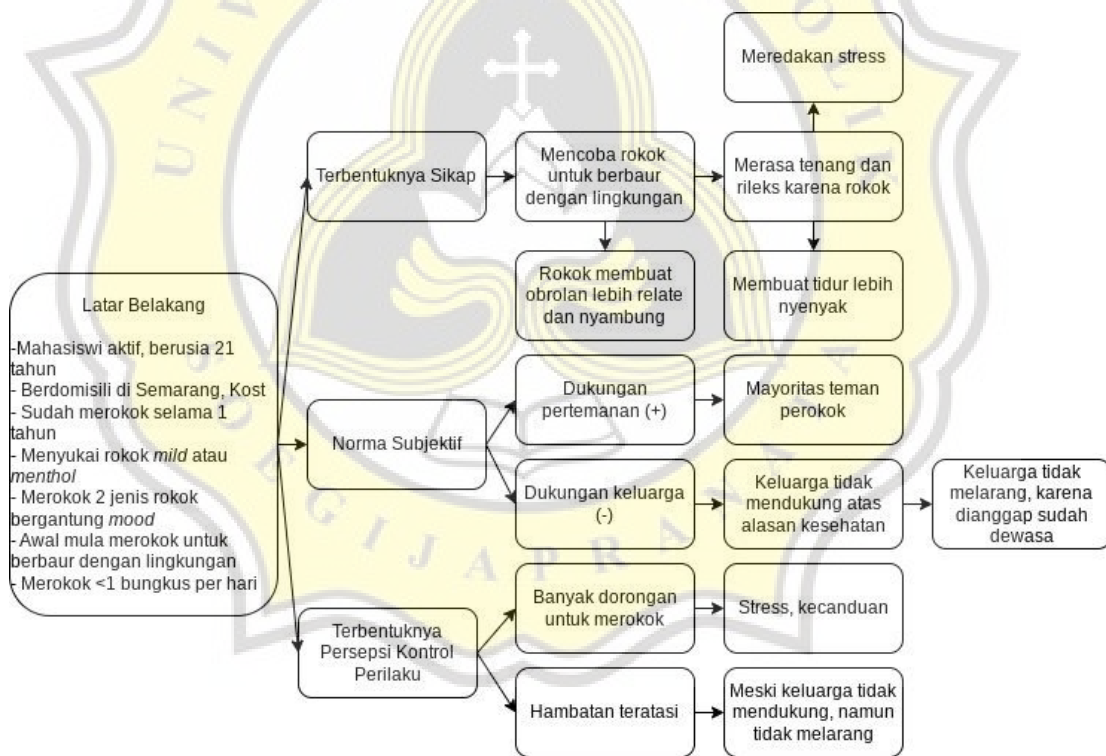 Meredakan stress
Terbentuknya Sikap
Mencoba rokok
untuk berbaur
dengan lingkungan
Merasa tenang dan
rileks karena rokok
Rokok membuat
obrolan lebih relate
dan nyambung
Membuat tidur lebih
nyenyak
Latar Belakang
-Mahasiswi aktif, berusia 21
tahun
- Berdomisili di Semarang, Kost
- Sudah merokok selama 1
tahun
- Menyukai rokok mild atau
menthol
- Merokok 2 jenis rokok
bergantung mood
- Awal mula merokok untuk
berbaur dengan lingkungan
- Merokok <1 bungkus per hari
Norma Subjektif
Dukungan
pertemanan (+)
Mayoritas teman
perokok
Dukungan keluarga
(-)
Keluarga tidak
mendukung atas
alasan kesehatan
Keluarga tidak
melarang, karena
dianggap sudah
dewasa
Terbentuknya
Persepsi Kontrol
Perilaku
Banyak dorongan
untuk merokok
Stress, kecanduan
Hambatan teratasi
Meski keluarga tidak
mendukung, namun
tidak melarang
SOEGIJAPRANATA